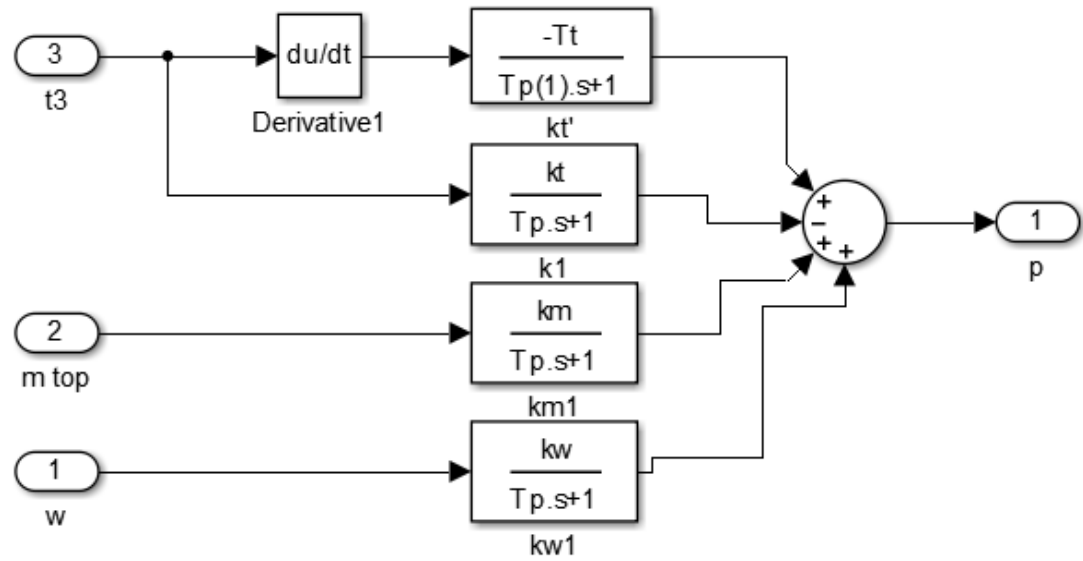 3
t3
du/dt
Derivative1
-Tt
Tp(1).s+1
kt'
kt
Tp.s+1
k1
2
m top
km
Tp.s+1
km1
1
w
kw
Tp.s+1
kw1
+
−
+
+
1
p